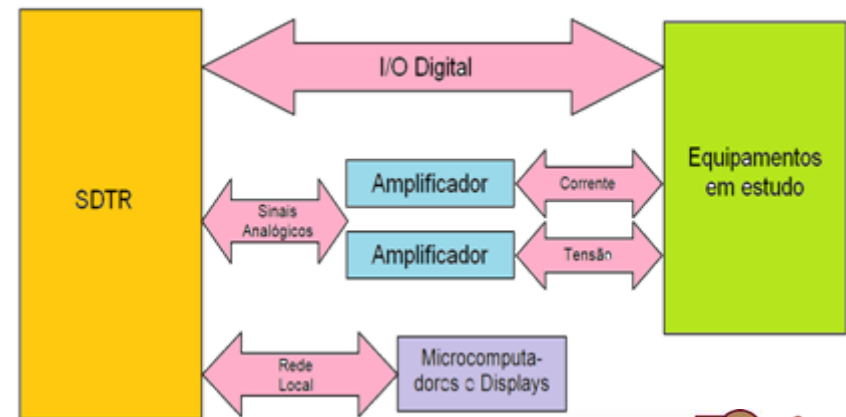 I/O Digital
SDTR
Equipamentos
em estudo
Amplificador
Corrente
Sinais
Analógicos
Amplificador
Tensão
Rede
Local
Microcomputa-
dores e Displays